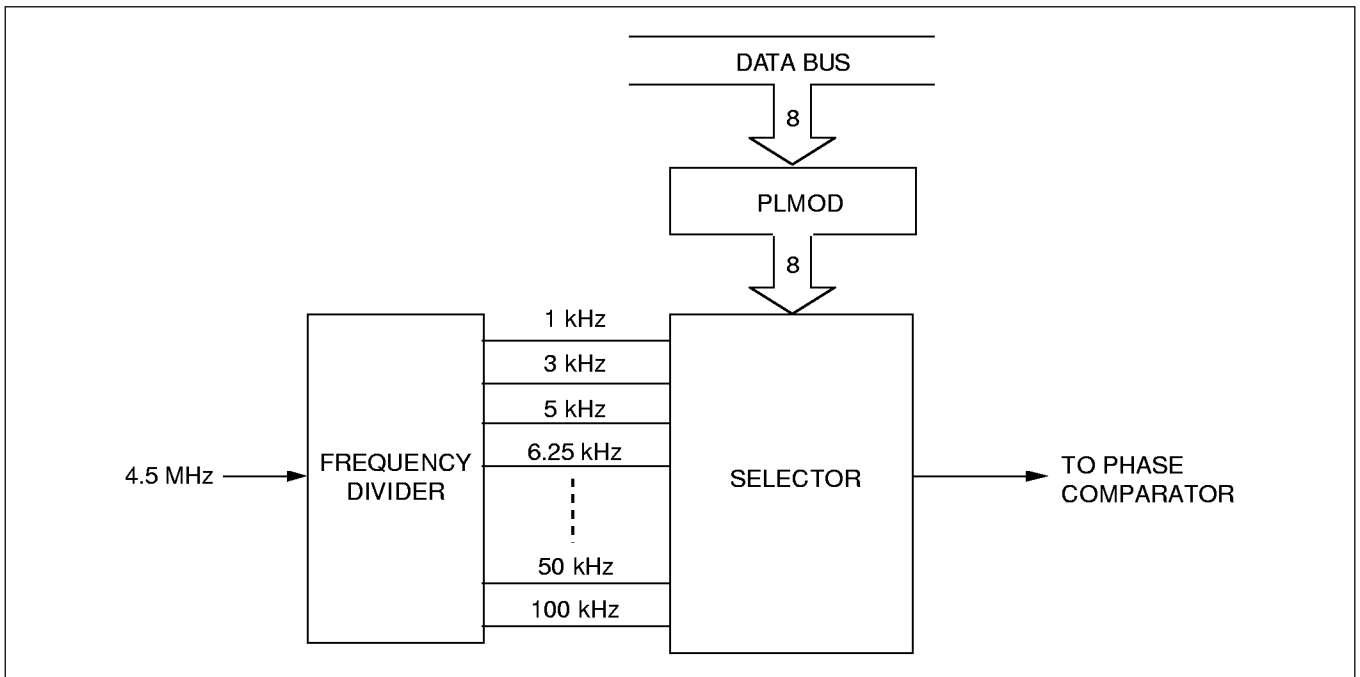 DATA BUS
8
PLMOD
8
1 kHz
3 kHz
5 kHz
6.25 kHz
50 kHz
100 kHz
4.5 MHz
FREQUENCY
DIVIDER
SELECTOR
TO PHASE
COMPARATOR